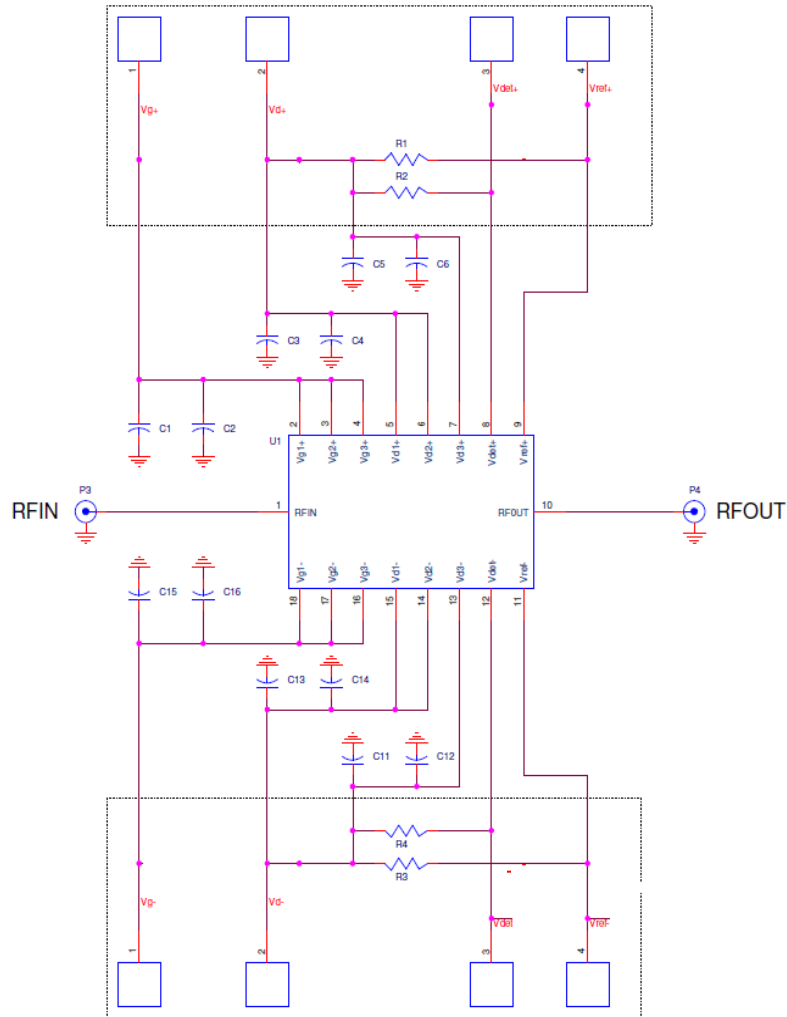 1
2
3
4
Vg+
Vd+
Vdet+
Vref+
R1
R2
C5
C6
C3
C4
C1
C2
2
3
4
5
6
7
8
9
U1
Vg1+
Vg2+
Vg3+
Vd1+
Vd2+
Vd3+
Vdet+
Vref+
RFIN
P3
1
RFIN
RFOUT
10
P4
RFOUT
Vg1-
Vg2-
Vg3-
Vd1-
Vd2-
Vd3-
Vdet-
Vref-
18
17
16
15
14
13
12
11
C15
C16
C13
C14
C11
C12
R4
R3
Vg-
Vd-
Vdet
Vref-
1
2
3
4